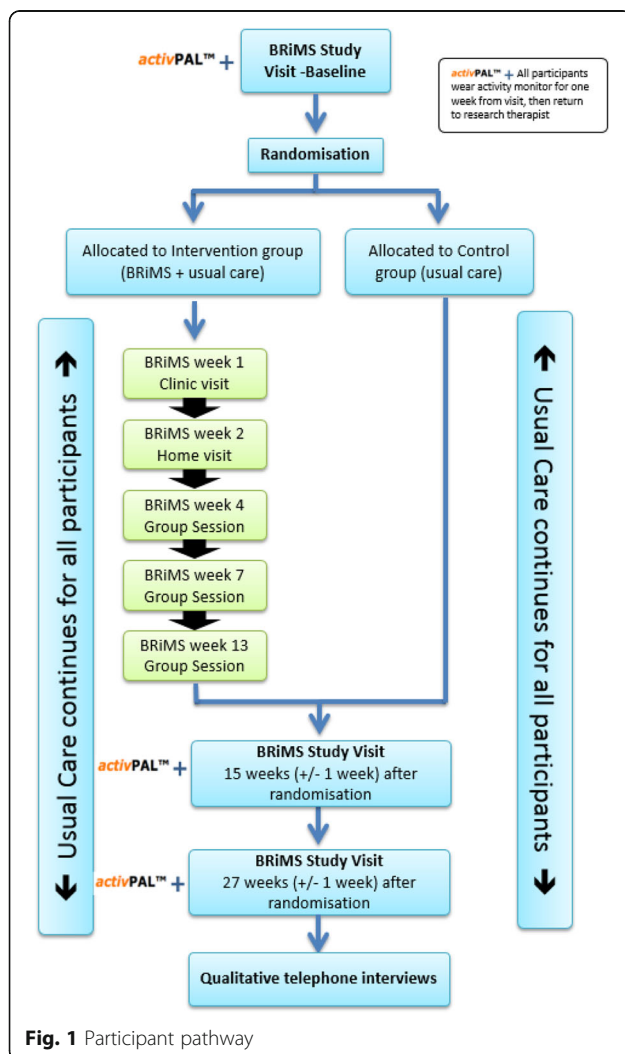 activPAL™ +
BRiMS Study
Visit -Baseline
activPAL™ + All participants
wear activity monitor for one
week from visit, then return
to research therapist
Randomisation
Allocated to Intervention group
(BRiMS + usual care)
Allocated to Control
group (usual care)
Usual Care continues for all participants
BRiMS week 1
Clinic visit
BRiMS week 2
Home visit
BRiMS week 4
Group Session
BRiMS week 7
Group Session
BRiMS week 13
Group Session
Usual Care continues for all participants
activPAL™ +
BRiMS Study Visit
15 weeks (+/- 1 week) after
randomisation
activPAL™ +
BRiMS Study Visit
27 weeks (+/- 1 week) after
randomisation
Qualitative telephone interviews
Fig. 1 Participant pathway